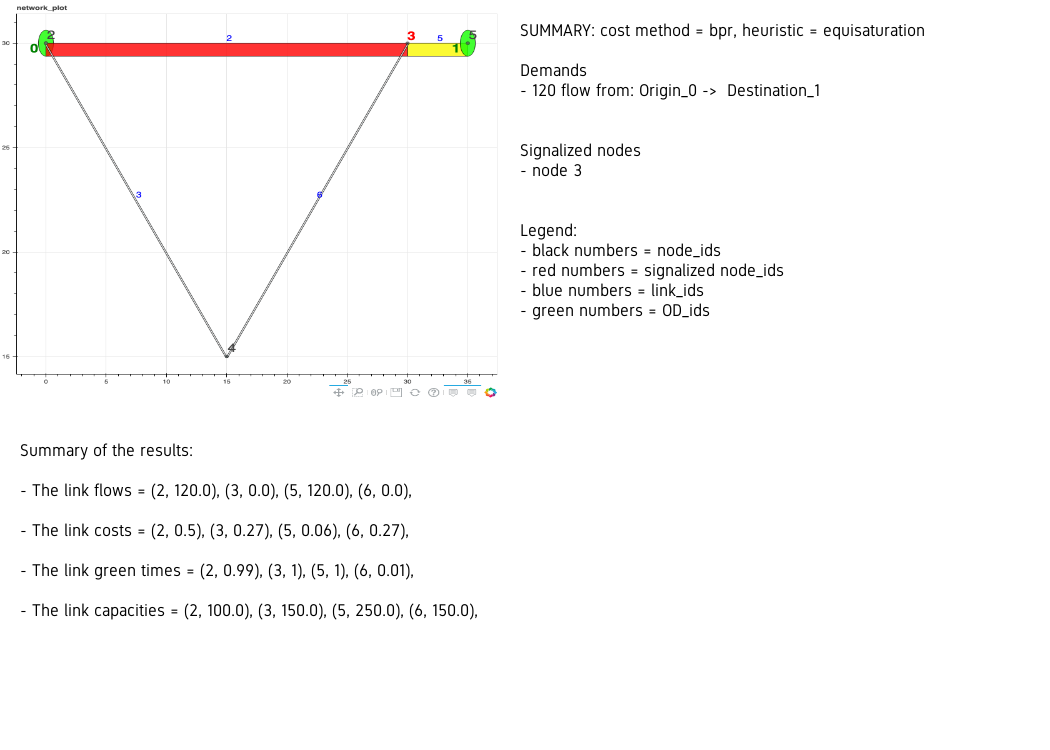 network_plot
30
25
20
15
0
5
10
15
20
25
30
35
2
0
2
3
5
1
5
3
6
4
SUMMARY: cost method = bpr, heuristic = equisaturation
Demands
- 120 flow from: Origin_0 -> Destination_1
Signalized nodes
- node 3
Legend:
- black numbers = node_ids
- red numbers = signalized node_ids
- blue numbers = link_ids
- green numbers = OD_ids
Summary of the results:
- The link flows = (2, 120.0), (3, 0.0), (5, 120.0), (6, 0.0),
- The link costs = (2, 0.5), (3, 0.27), (5, 0.06), (6, 0.27),
- The link green times = (2, 0.99), (3, 1), (5, 1), (6, 0.01),
- The link capacities = (2, 100.0), (3, 150.0), (5, 250.0), (6, 150.0),